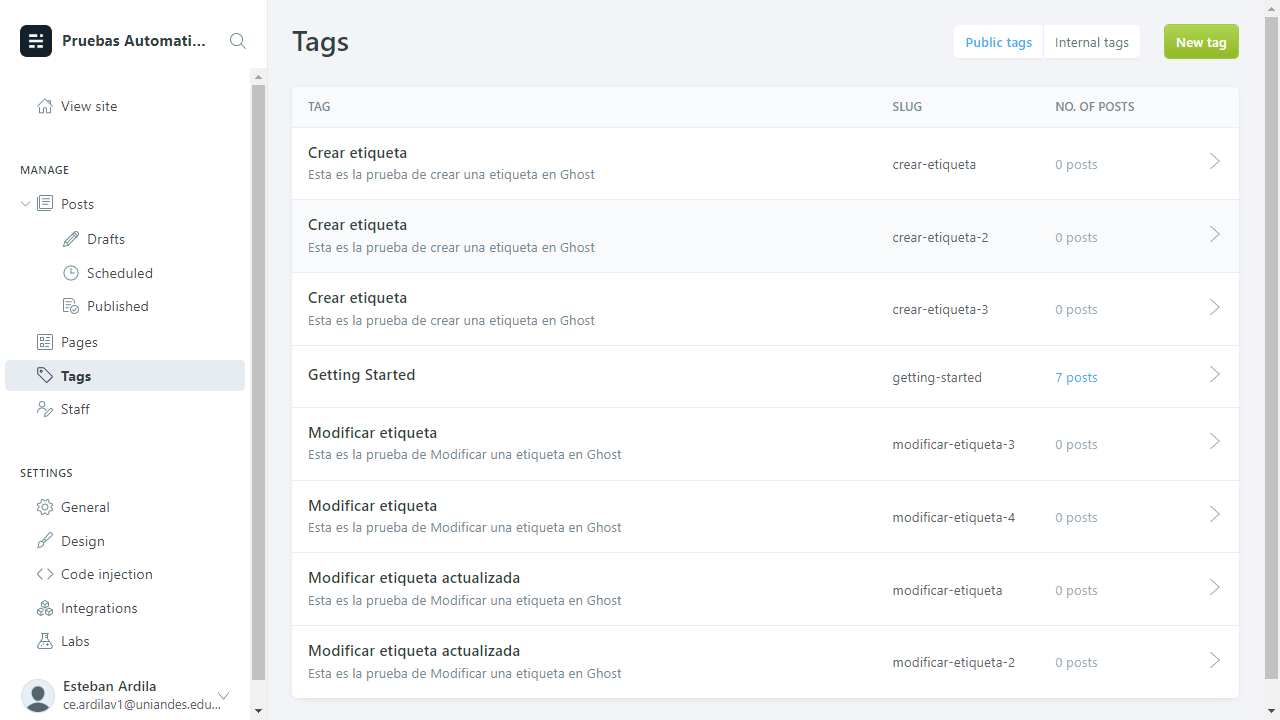 Pruebas Automati...
View site
MANAGE
Posts
Drafts
Scheduled
Published
Pages
Tags
Staff
SETTINGS
General
Design
Code injection
Integrations
Labs
Esteban Ardila
ce.ardilav1@uniandes.edu...
Tags
Public tags Internal tags New tag
TAG SLUG NO. OF POSTS
Crear etiqueta
Esta es la prueba de crear una etiqueta en Ghost
crear-etiqueta 0 posts
Crear etiqueta
Esta es la prueba de crear una etiqueta en Ghost
crear-etiqueta-2 0 posts
Crear etiqueta
Esta es la prueba de crear una etiqueta en Ghost
crear-etiqueta-3 0 posts
Getting Started getting-started 7 posts
Modificar etiqueta
Esta es la prueba de Modificar una etiqueta en Ghost
modificar-etiqueta-3 0 posts
Modificar etiqueta
Esta es la prueba de Modificar una etiqueta en Ghost
modificar-etiqueta-4 0 posts
Modificar etiqueta actualizada
Esta es la prueba de Modificar una etiqueta en Ghost
modificar-etiqueta 0 posts
Modificar etiqueta actualizada
Esta es la prueba de Modificar una etiqueta en Ghost
modificar-etiqueta-2 0 posts